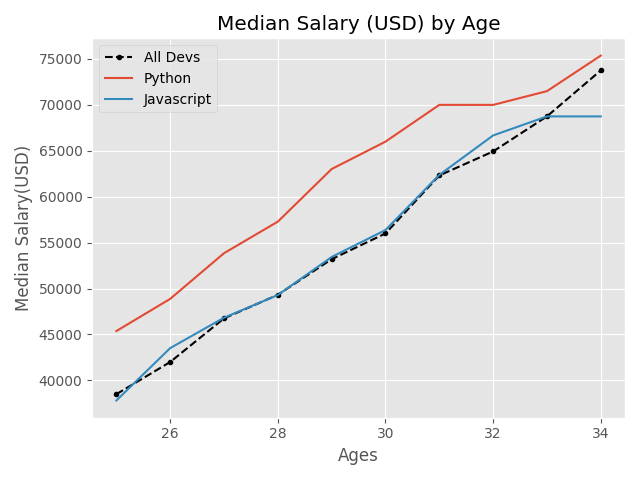 Median Salary (USD) by Age
All Devs
Python
Javascript
75000
70000
65000
60000
55000
50000
45000
40000
Median Salary(USD)
26 28 30 32 34
Ages